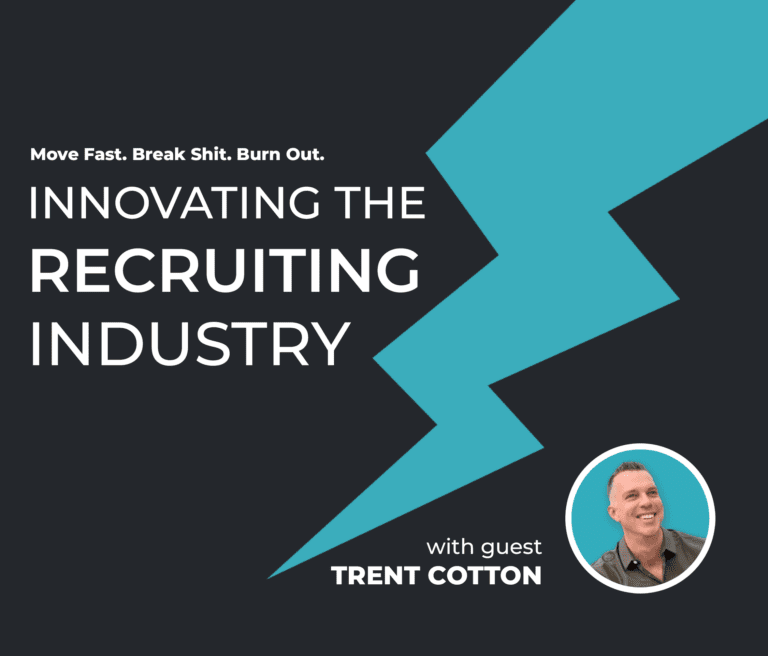 Move Fast. Break Shit. Burn Out.
INNOVATING THE
RECRUITING
INDUSTRY
with guest
TRENT COTTON